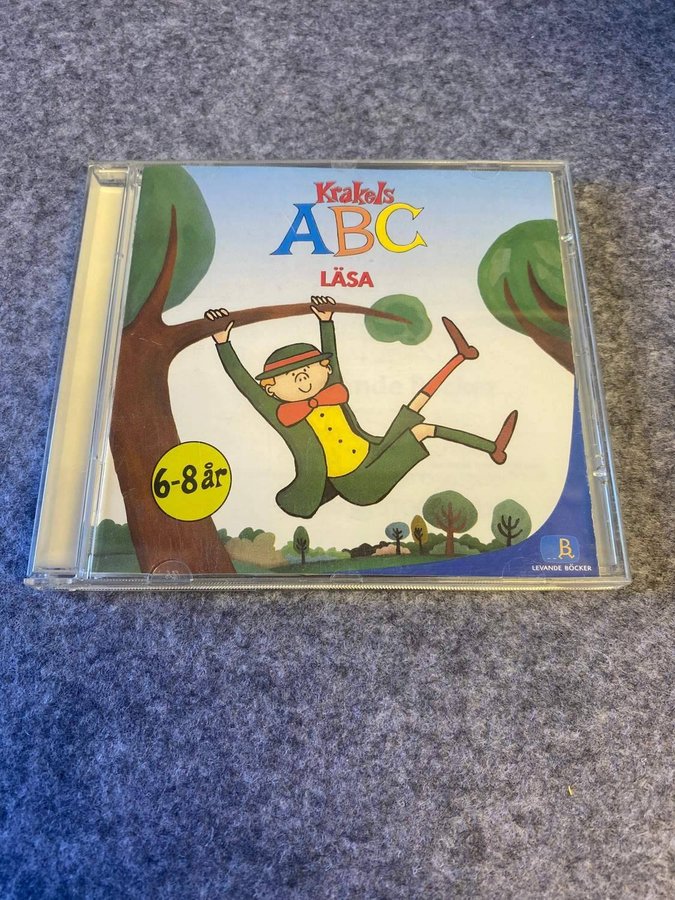 Krakels
ABC
LÄSA
6-8 år
B
LEVANDE BÖCKER